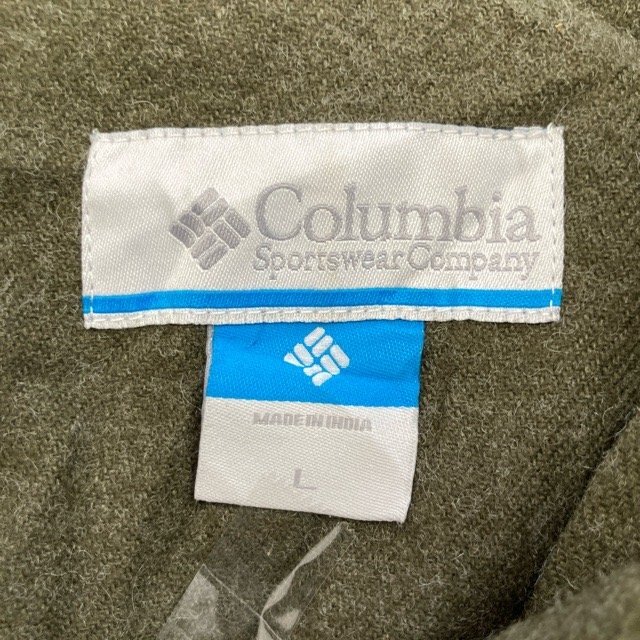 Columbia
Sportswear Company
MADE IN INDIA
L